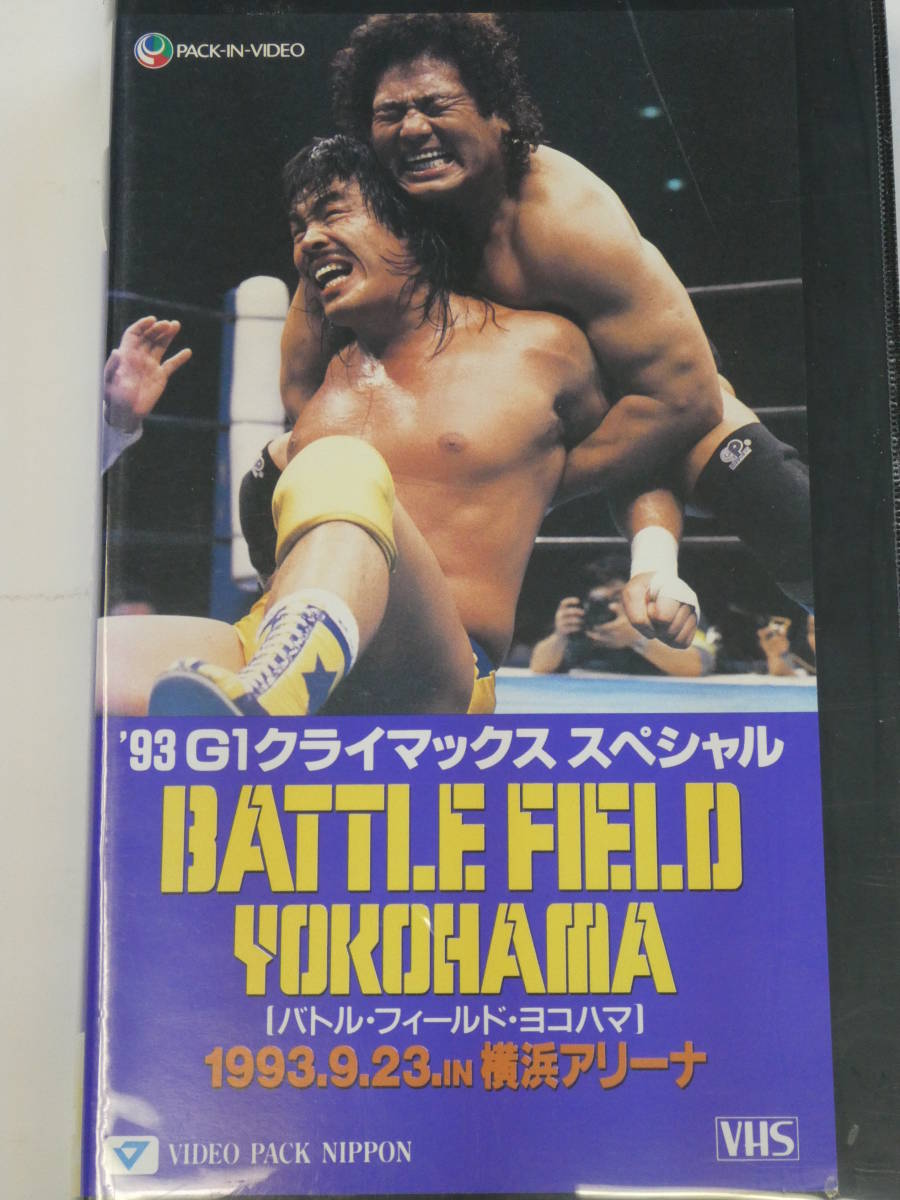 PACK-IN-VIDEO
'93 G1クライマックス スペシャル
BATTLE FIELD
YOKOHAMA
[バトル・フィールド・ヨコハマ]
1993.9.23.IN 横浜アリーナ
VIDEO PACK NIPPON
VHS